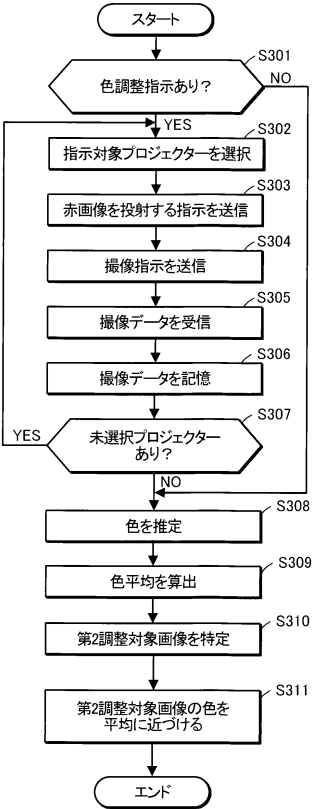 スタート
S301
色調整指示あり？
NO
YES
S302
指示対象プロジェクターを選択
S303
赤画像を投射する指示を送信
S304
撮像指示を送信
S305
撮像データを受信
S306
撮像データを記憶
S307
YES
未選択プロジェクター
あり？
NO
S308
色を推定
S309
色平均を算出
S310
第2調整対象画像を特定
S311
第2調整対象画像の色を
平均に近づける
エンド